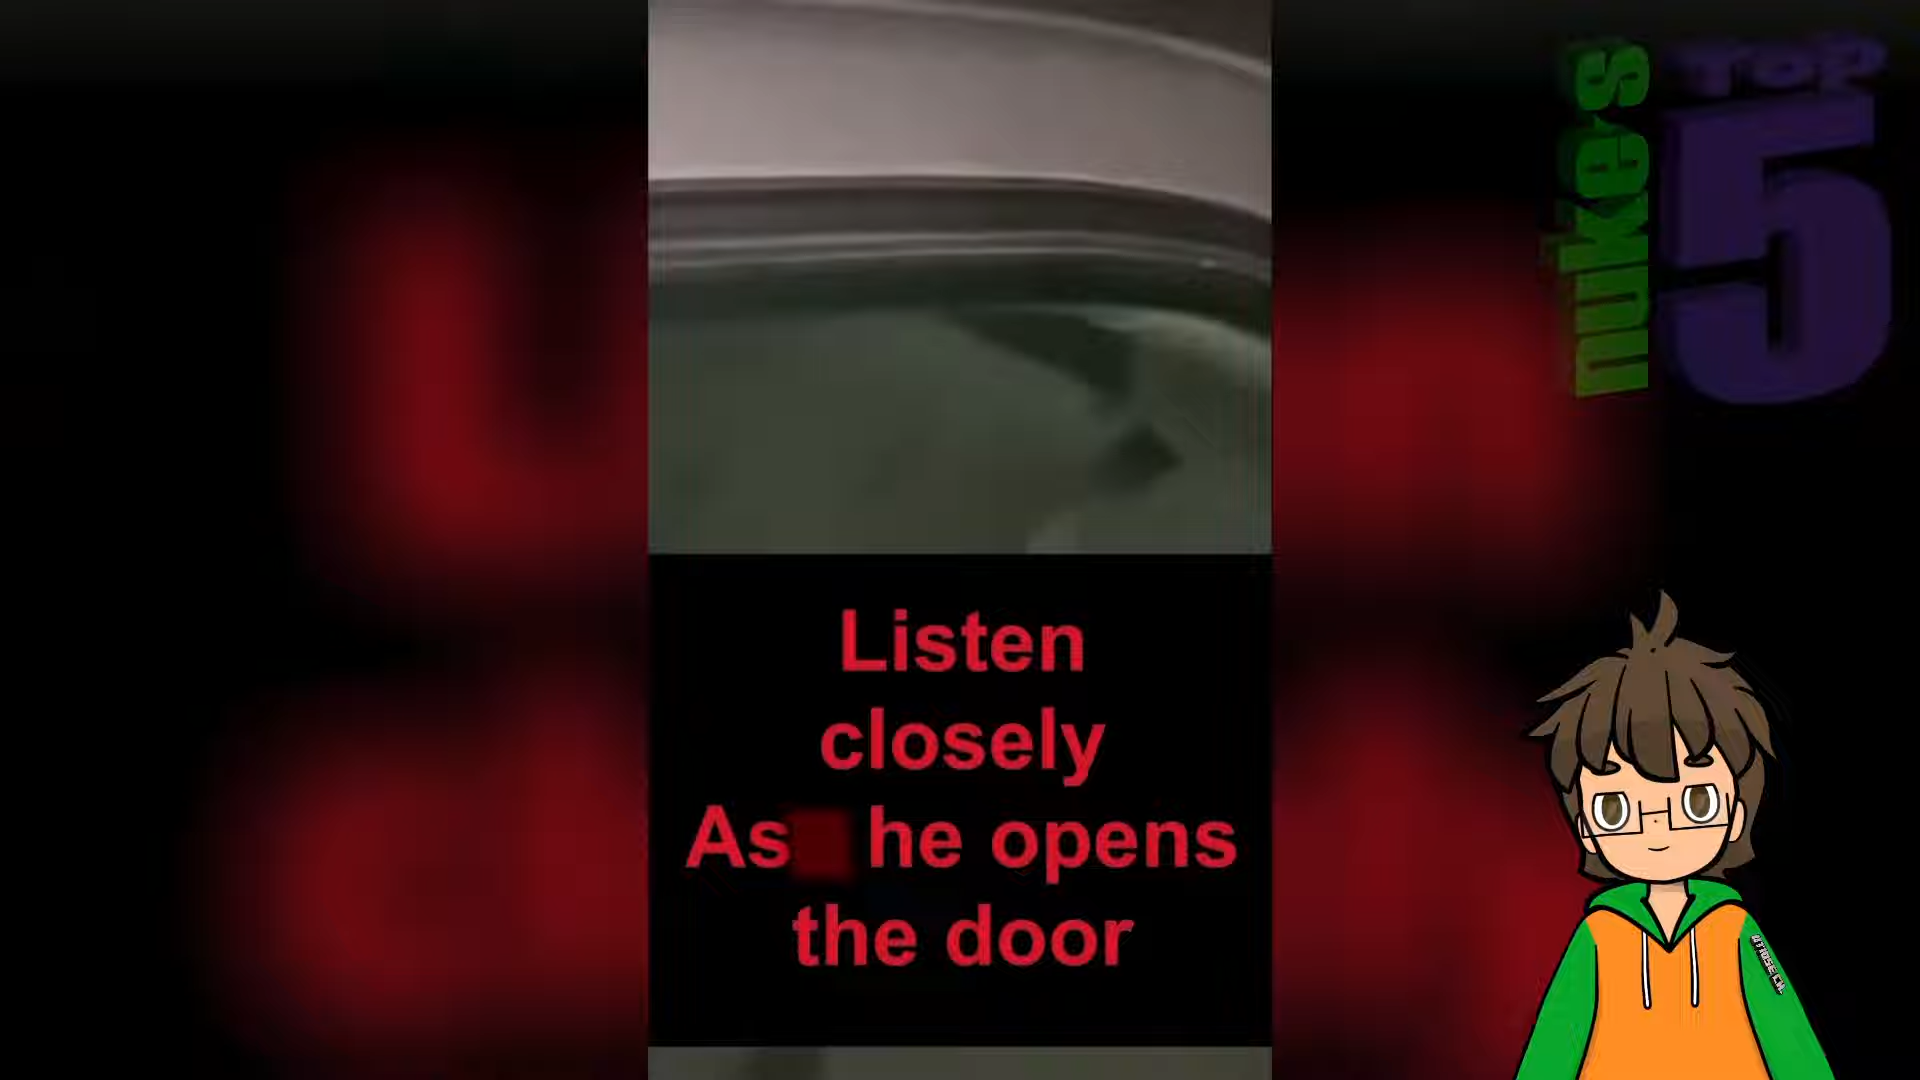 nuke's
Top
5
Listen
closely
As he opens
the door